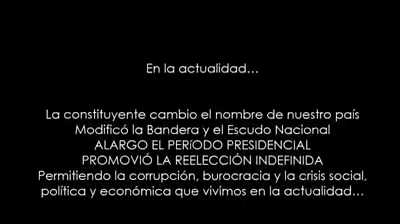 En la actualidad...
La constituyente cambio el nombre de nuestro país
Modificó la Bandera y el Escudo Nacional
ALARGO EL PERÍODO PRESIDENCIAL
PROMOVIÓ LA REELECCIÓN INDEFINIDA
Permitiendo la corrupción, burocracia y la crisis social,
política y económica que vivimos en la actualidad...